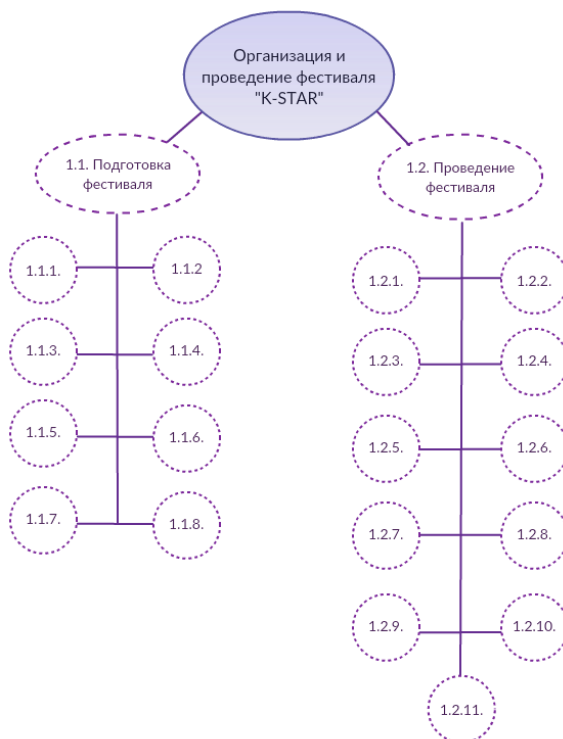 Организация и
проведение фестиваля
"K-STAR"
1.1. Подготовка
фестиваля
1.2. Проведение
фестиваля
1.1.1.
1.1.2
1.1.3.
1.1.4.
1.1.5.
1.1.6.
1.1.7.
1.1.8.
1.2.1.
1.2.2.
1.2.3.
1.2.4.
1.2.5.
1.2.6.
1.2.7.
1.2.8.
1.2.9.
1.2.10.
1.2.11.